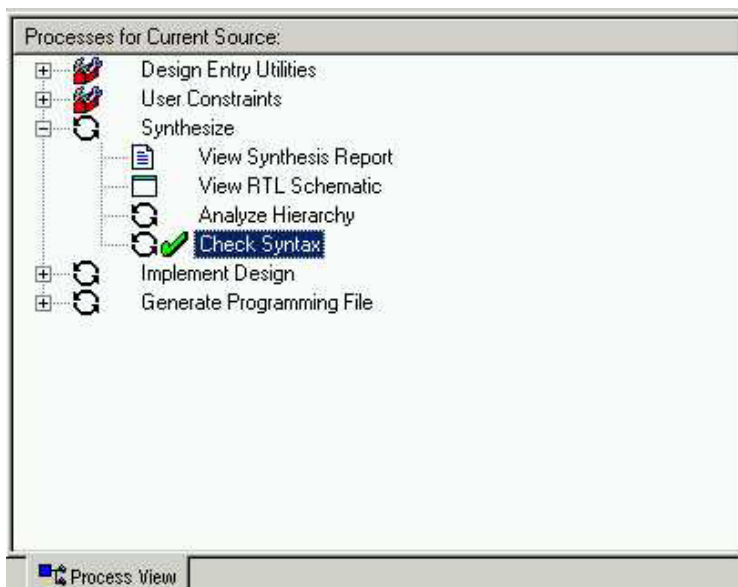 Processes for Current Source:
Design Entry Utilities
User Constraints
Synthesize
View Synthesis Report
View RTL Schematic
Analyze Hierarchy
Check Syntax
Implement Design
Generate Programming File
Process View